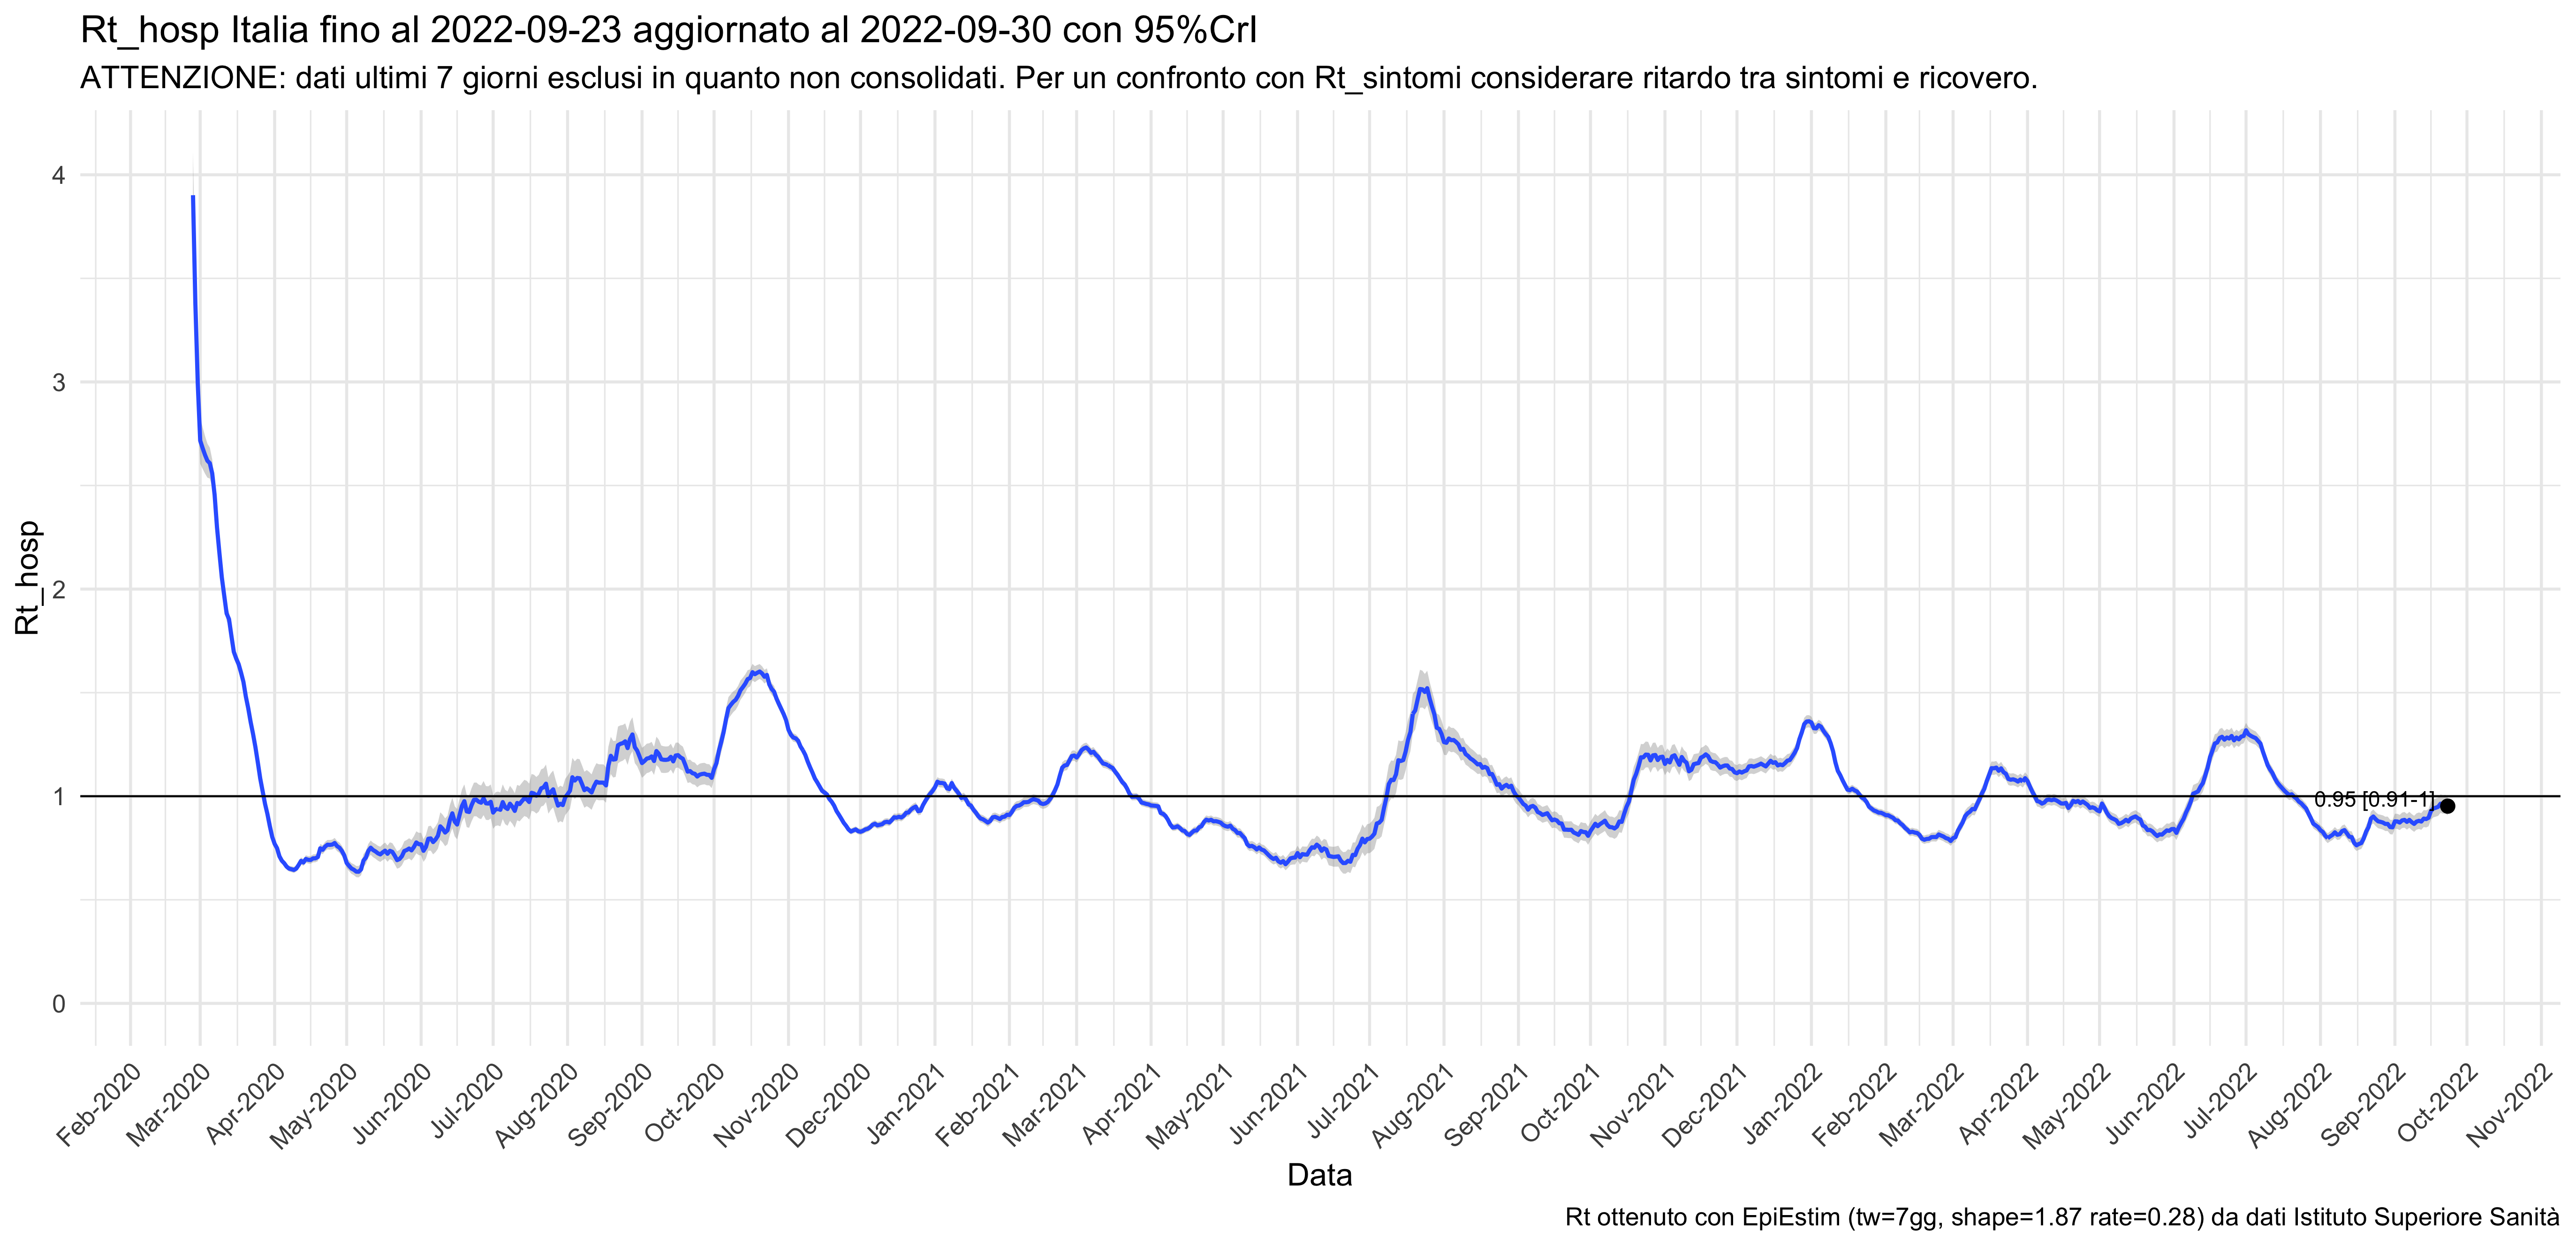 Rt_hosp Italia fino al 2022-09-23 aggiornato al 2022-09-30 con 95%CrI
ATTENZIONE: dati ultimi 7 giorni esclusi in quanto non consolidati. Per un confronto con Rt_sintomi considerare ritardo tra sintomi e ricovero.
Rt_hosp
4
3
2
1
0
0.95 [0.91-1]
Feb-2020
Mar-2020
Apr-2020
May-2020
Jun-2020
Jul-2020
Aug-2020
Sep-2020
Oct-2020
Nov-2020
Dec-2020
Jan-2021
Feb-2021
Mar-2021
Apr-2021
May-2021
Jun-2021
Jul-2021
Aug-2021
Sep-2021
Oct-2021
Nov-2021
Dec-2021
Jan-2022
Feb-2022
Mar-2022
Apr-2022
May-2022
Jun-2022
Jul-2022
Aug-2022
Sep-2022
Oct-2022
Nov-2022
Data
Rt ottenuto con EpiEstim (tw=7gg, shape=1.87 rate=0.28) da dati Istituto Superiore Sanità